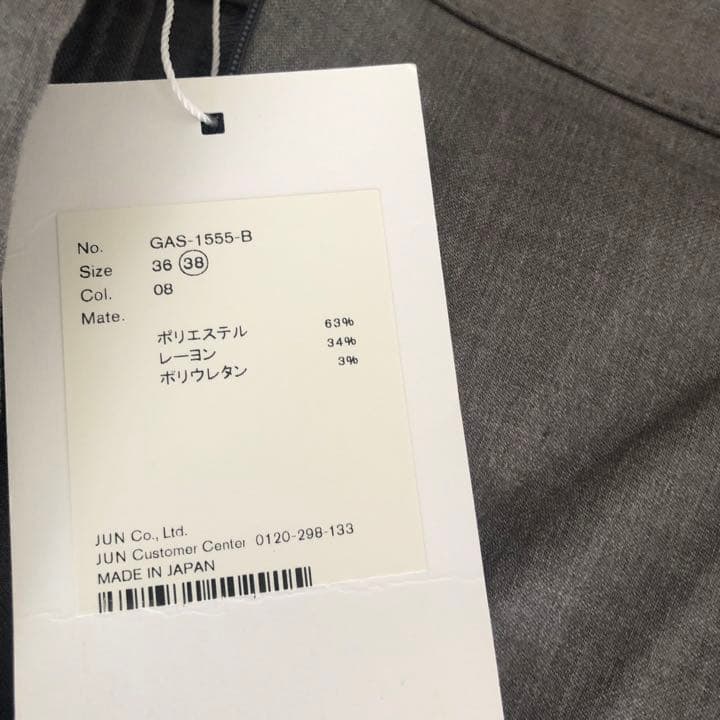 No. GAS-1555-B
Size 36 38
Col. 08
Mate.
ポリエステル 63%
レーヨン 34%
ポリウレタン 3%
JUN Co., Ltd.
JUN Customer Center 0120-298-133
MADE IN JAPAN